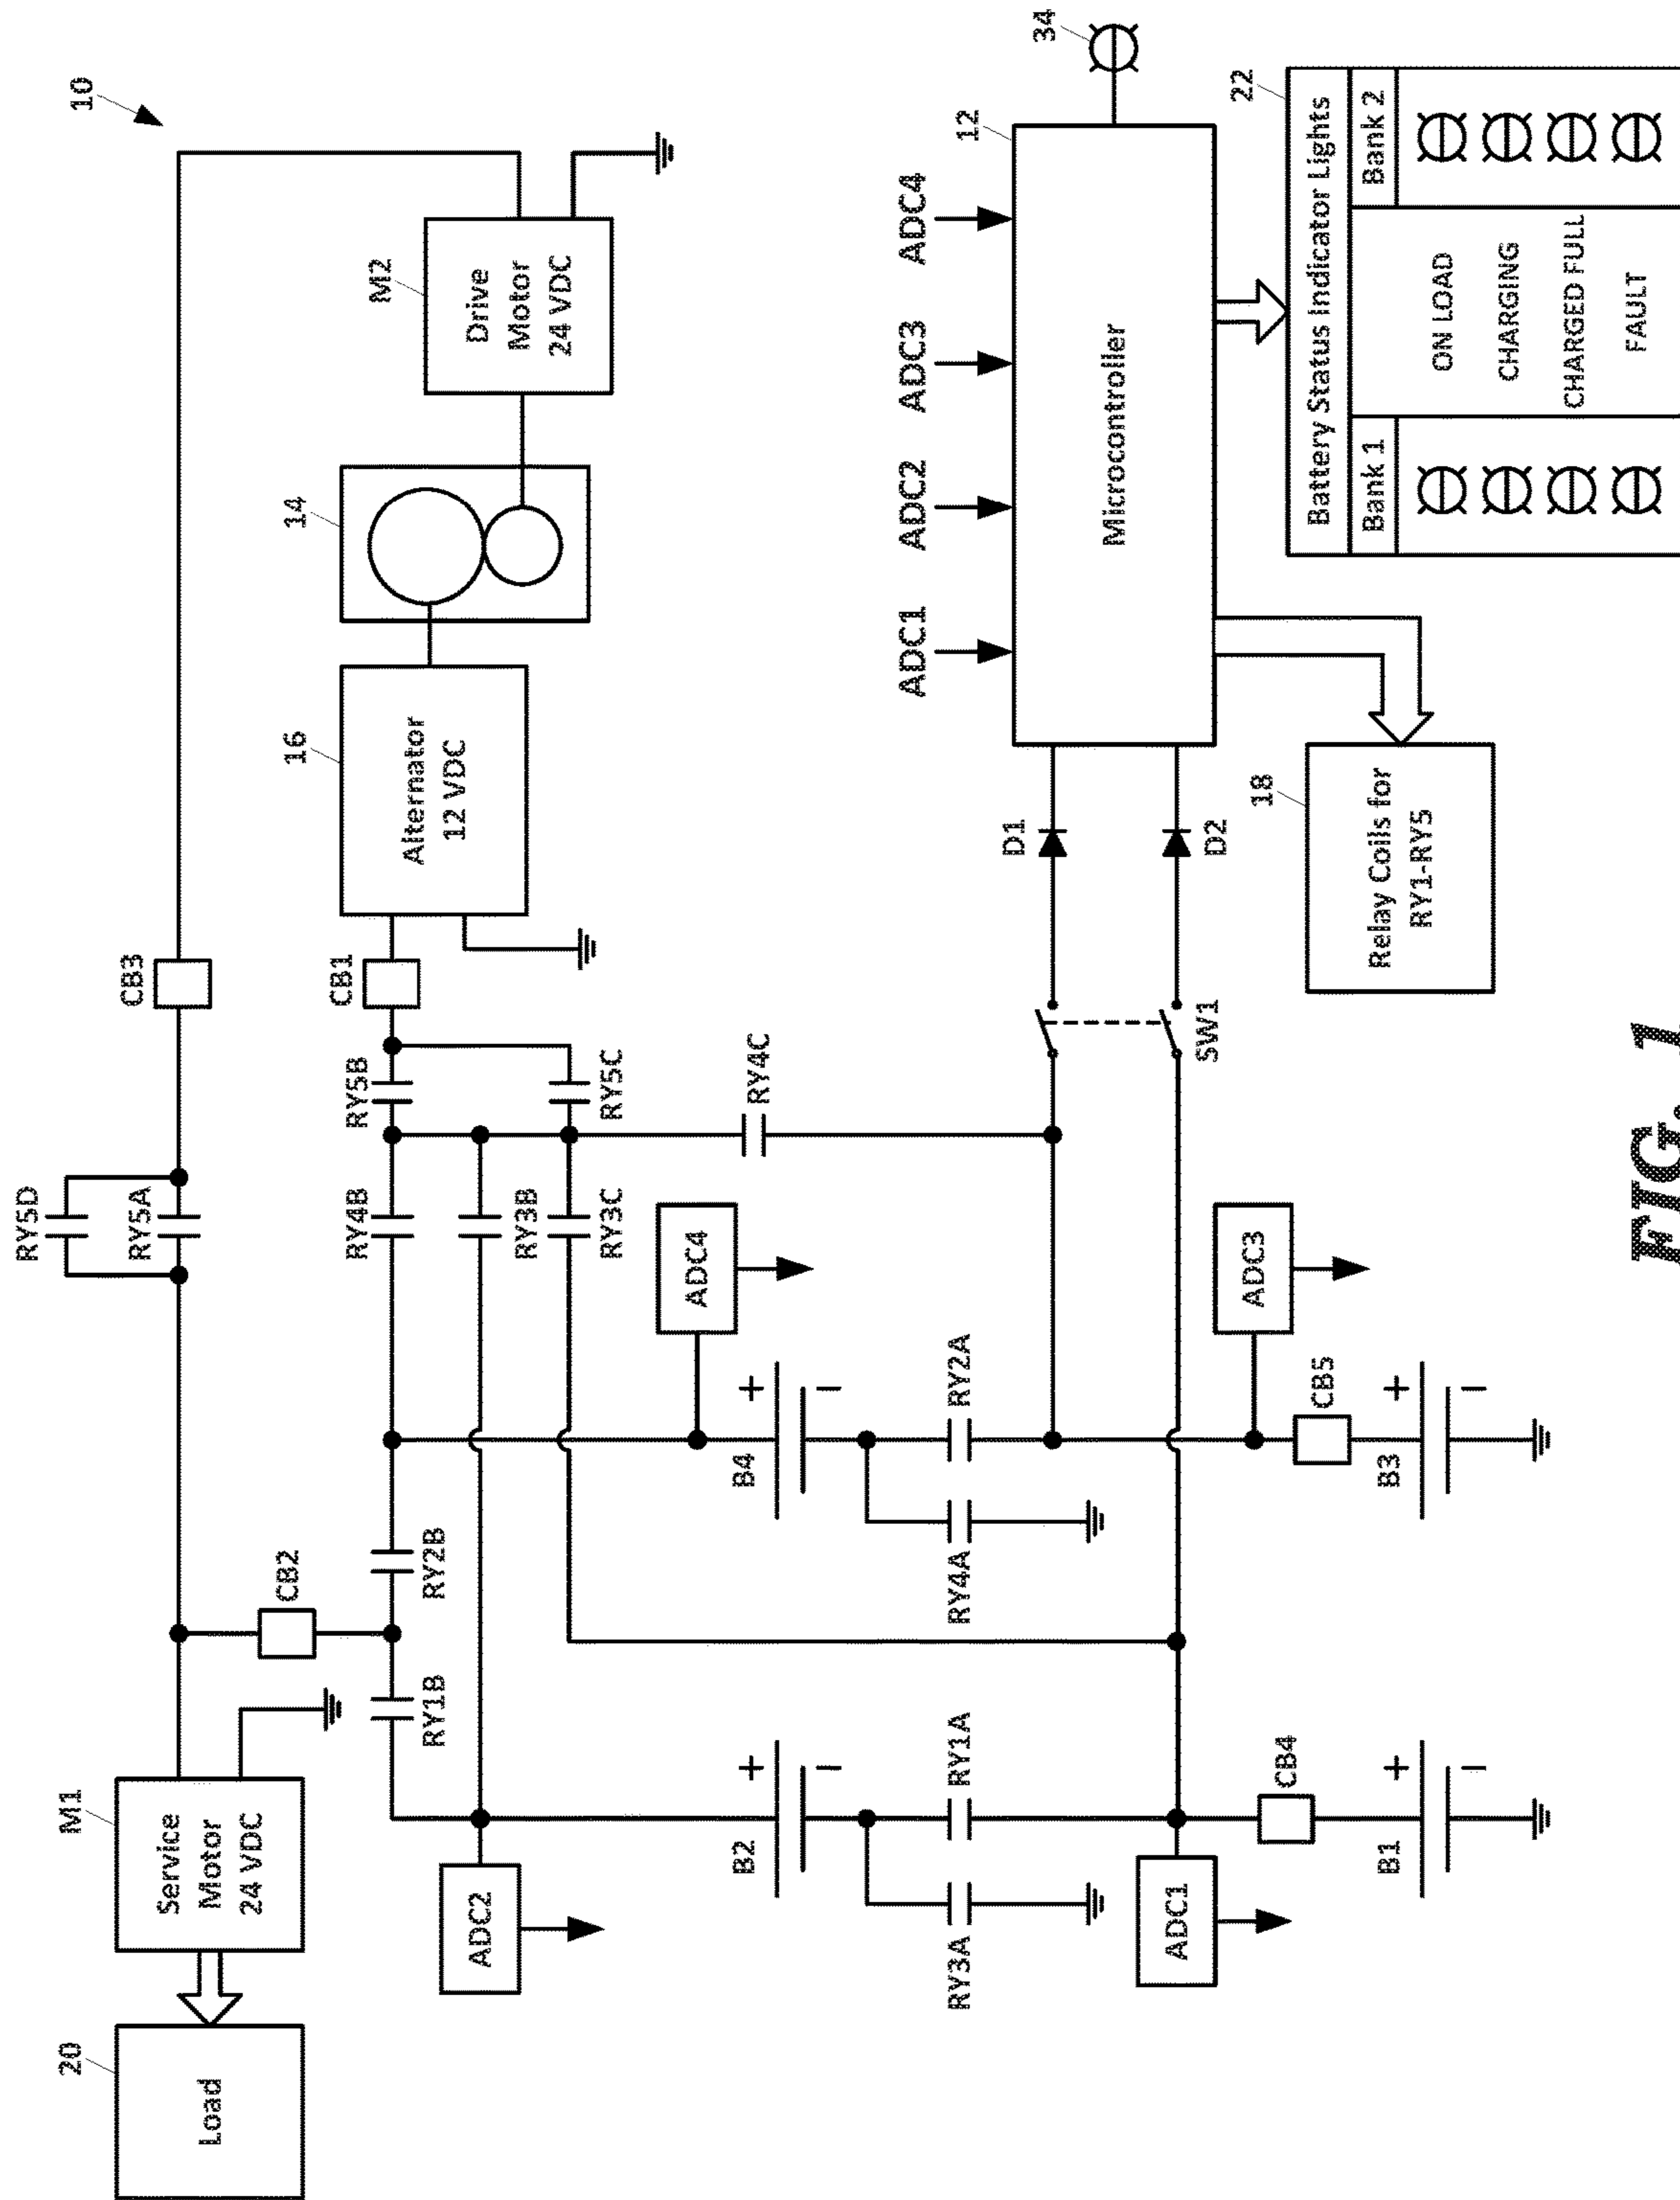 10
RY5D
RY5A
CB3
20
Load
M1
Service
Motor
24 VDC
CB2
RY1B
RY2B
RY4B
RY5B
CB1
16
Alternator
12 VDC
14
M2
Drive
Motor
24 VDC
RY3B
RY3C
RY5C
RY4C
ADC2
ADC4
B2
+
−
B4
+
−
RY3A
RY1A
RY4A
RY2A
ADC1
CB4
B1
+
−
ADC3
CB5
B3
+
−
SW1
D1
D2
ADC1
ADC2
ADC3
ADC4
12
Microcontroller
34
18
Relay Coils for
RY1-RY5
22
Battery Status Indicator Lights
Bank 1
Bank 2
ON LOAD
CHARGING
CHARGED FULL
FAULT
FIG. 1